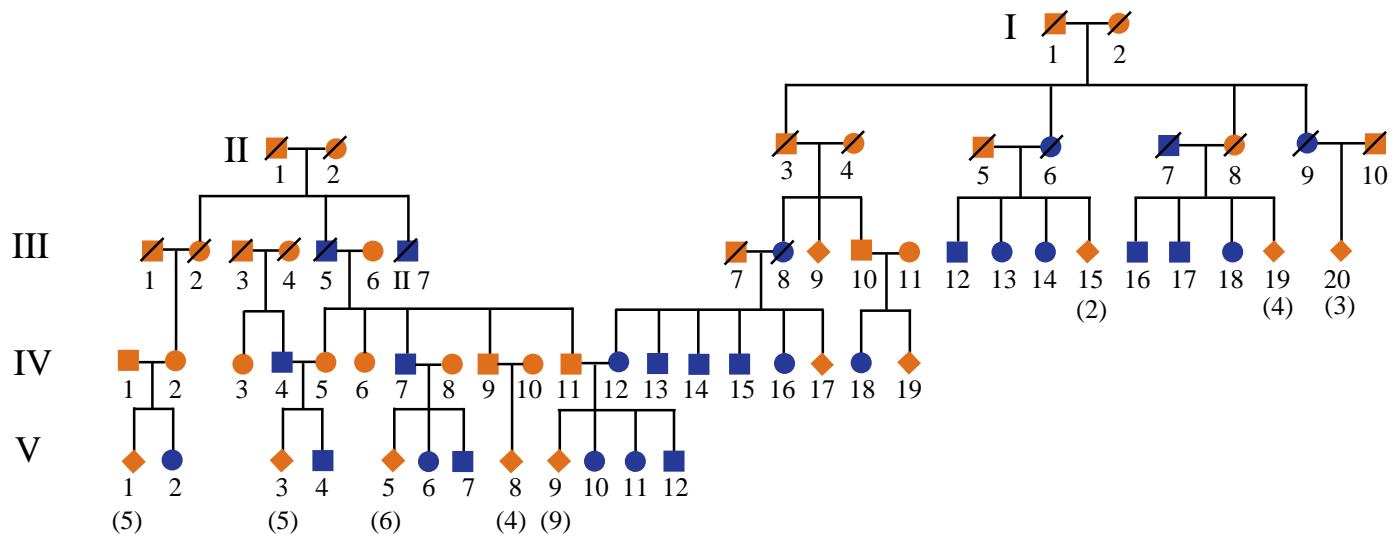 I
1 2
II
1 2 3 4 5 6 7 8 9 10
III
1 2 3 4 5 6 II 7 7 8 9 10 11 12 13 14 15 16 17 18 19 20
(2) (4) (3)
IV
1 2 3 4 5 6 7 8 9 10 11 12 13 14 15 16 17 18 19
V
1 2 3 4 5 6 7 8 9 10 11 12
(5) (5) (6) (4) (9)